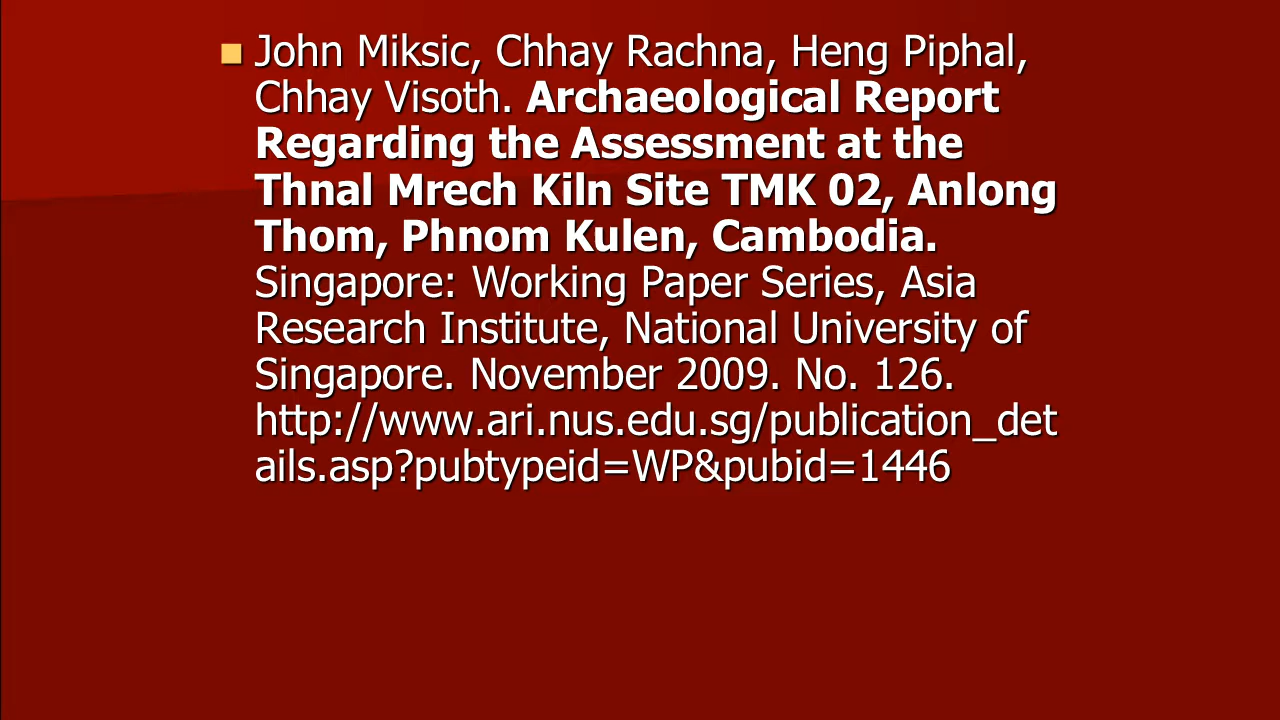 John Miksic, Chhay Rachna, Heng Piphal,
Chhay Visoth. Archaeological Report
Regarding the Assessment at the
Thnal Mrech Kiln Site TMK 02, Anlong
Thom, Phnom Kulen, Cambodia.
Singapore: Working Paper Series, Asia
Research Institute, National University of
Singapore. November 2009. No. 126.
http://www.ari.nus.edu.sg/publication_det
ails.asp?pubtypeid=WP&pubid=1446